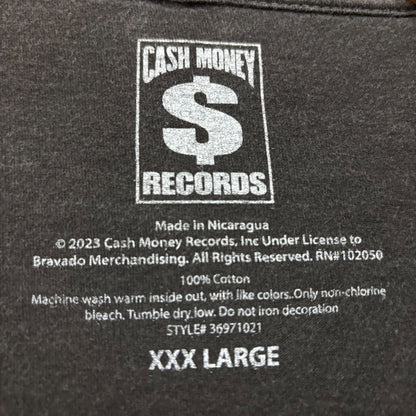 CASH MONEY
$
RECORDS
Made in Nicaragua
© 2023 Cash Money Records, Inc Under License to
Bravado Merchandising. All Rights Reserved. RN#102050
100% Cotton
Machine wash warm inside out, with like colors. Only non-chlorine
bleach. Tumble dry low. Do not iron decoration
STYLE# 36971021
XXX LARGE